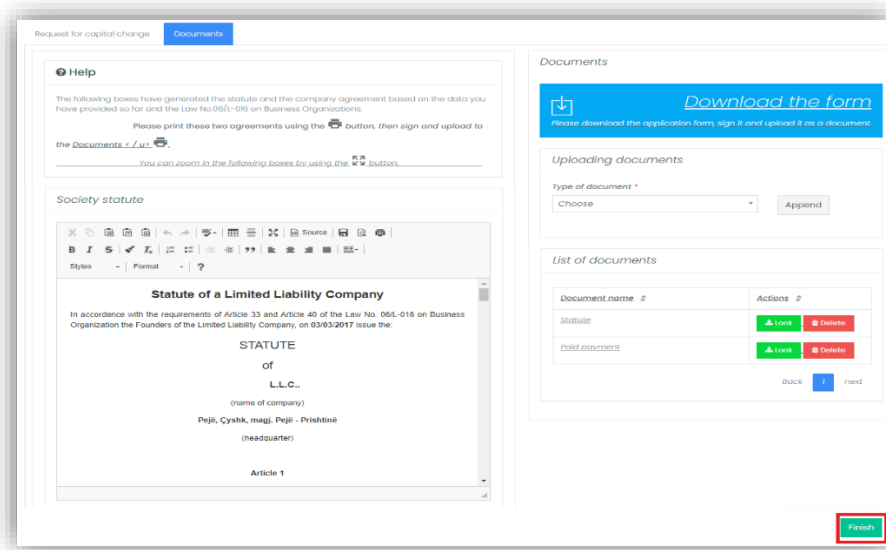 Request for capital change
Documents
Help
The following boxes have generated the statute and the company agreement based on the data you
have provided so far and the Law No.06/L-016 on Business Organizations.
Please print these two agreements using the button, then sign and upload to
the Documents < / u> .
You can zoom in the following boxes by using the button.
Society statute
Source
B I S Tx
Styles Format ?
Statute of a Limited Liability Company
In accordance with the requirements of Article 33 and Article 40 of the Law No. 06/L-016 on Business
Organization the Founders of the Limited Liability Company, on 03/03/2017 issue the:
STATUTE
of
L.L.C..
(name of company)
Pejë, Çyshk, magj. Pejë - Prishtinë
(headquarter)
Article 1
Documents
Download the form
Please download the application form, sign it and upload it as a document.
Uploading documents
Type of document *
Choose
Append
List of documents
Document name Actions
Statute Look Delete
Paid payment Look Delete
Back 1 next
Finish